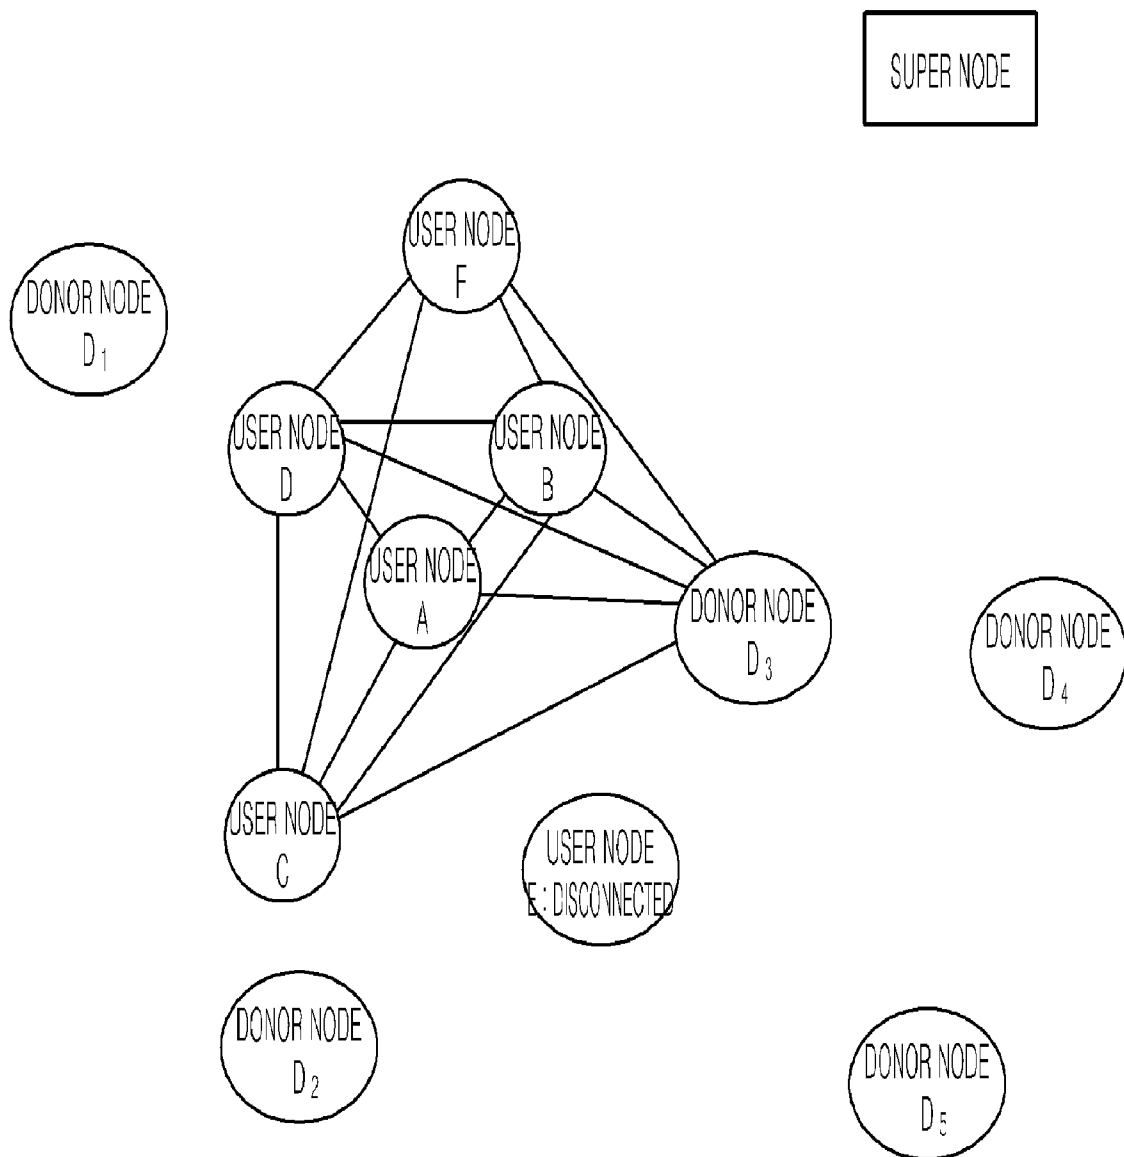 SUPER NODE
USER NODE
F
DONOR NODE
D1
USER NODE
D
USER NODE
B
USER NODE
A
DONOR NODE
D3
DONOR NODE
D4
USER NODE
C
USER NODE
E : DISCONNECTED
DONOR NODE
D2
DONOR NODE
D5